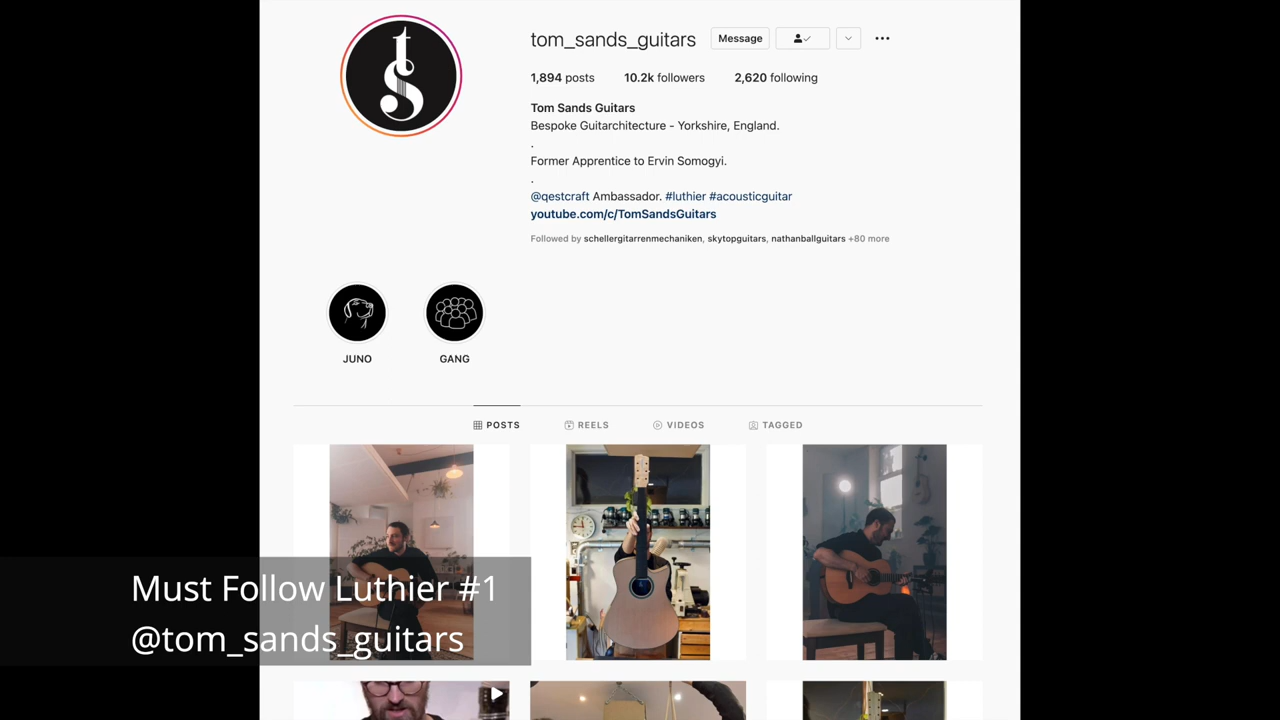 tom_sands_guitars Message
1,894 posts 10.2k followers 2,620 following
Tom Sands Guitars
Bespoke Guitarchitecture - Yorkshire, England.
.
Former Apprentice to Ervin Somogyi.
.
@qestcraft Ambassador. #luthier #acousticguitar
youtube.com/c/TomSandsGuitars
Followed by schellergitarrenmechaniken, skytopguitars, nathanballguitars +80 more
JUNO GANG
POSTS REELS VIDEOS TAGGED
Must Follow Luthier #1
@tom_sands_guitars